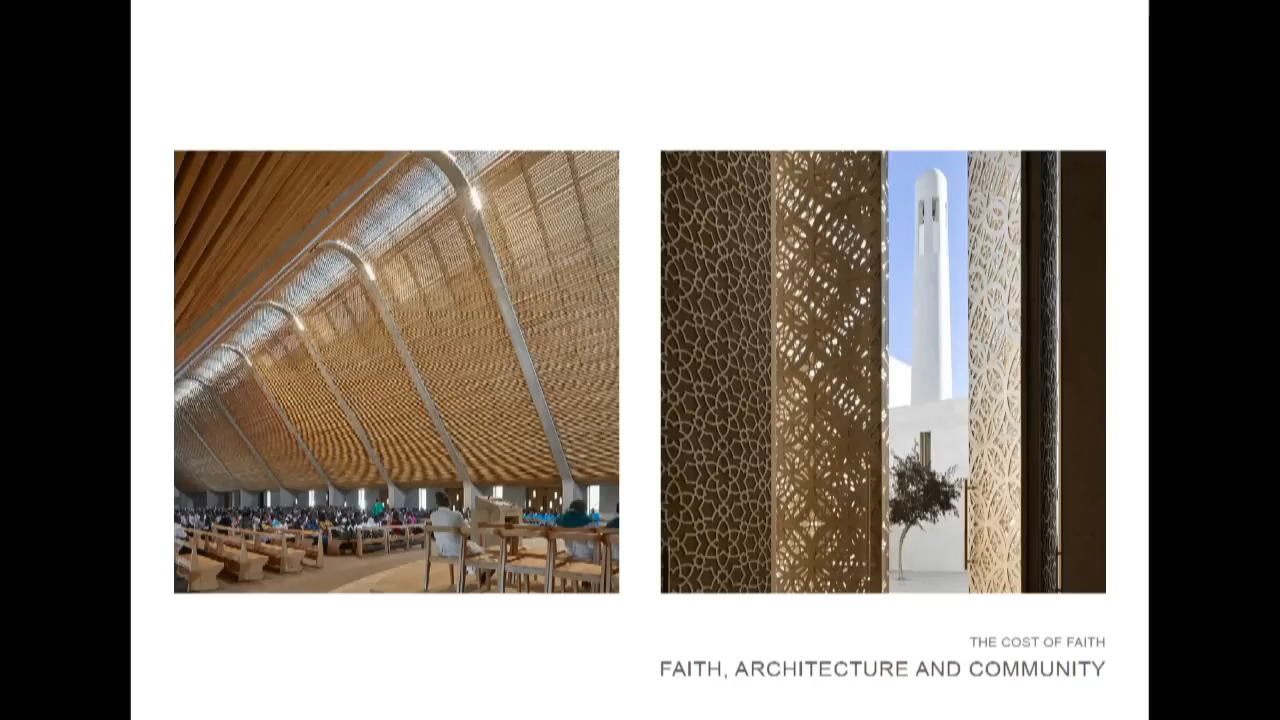 THE COST OF FAITH
FAITH, ARCHITECTURE AND COMMUNITY